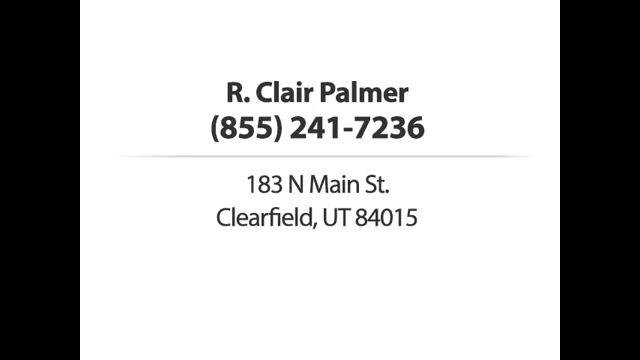 R. Clair Palmer
(855) 241-7236
183 N Main St.
Clearfield, UT 84015